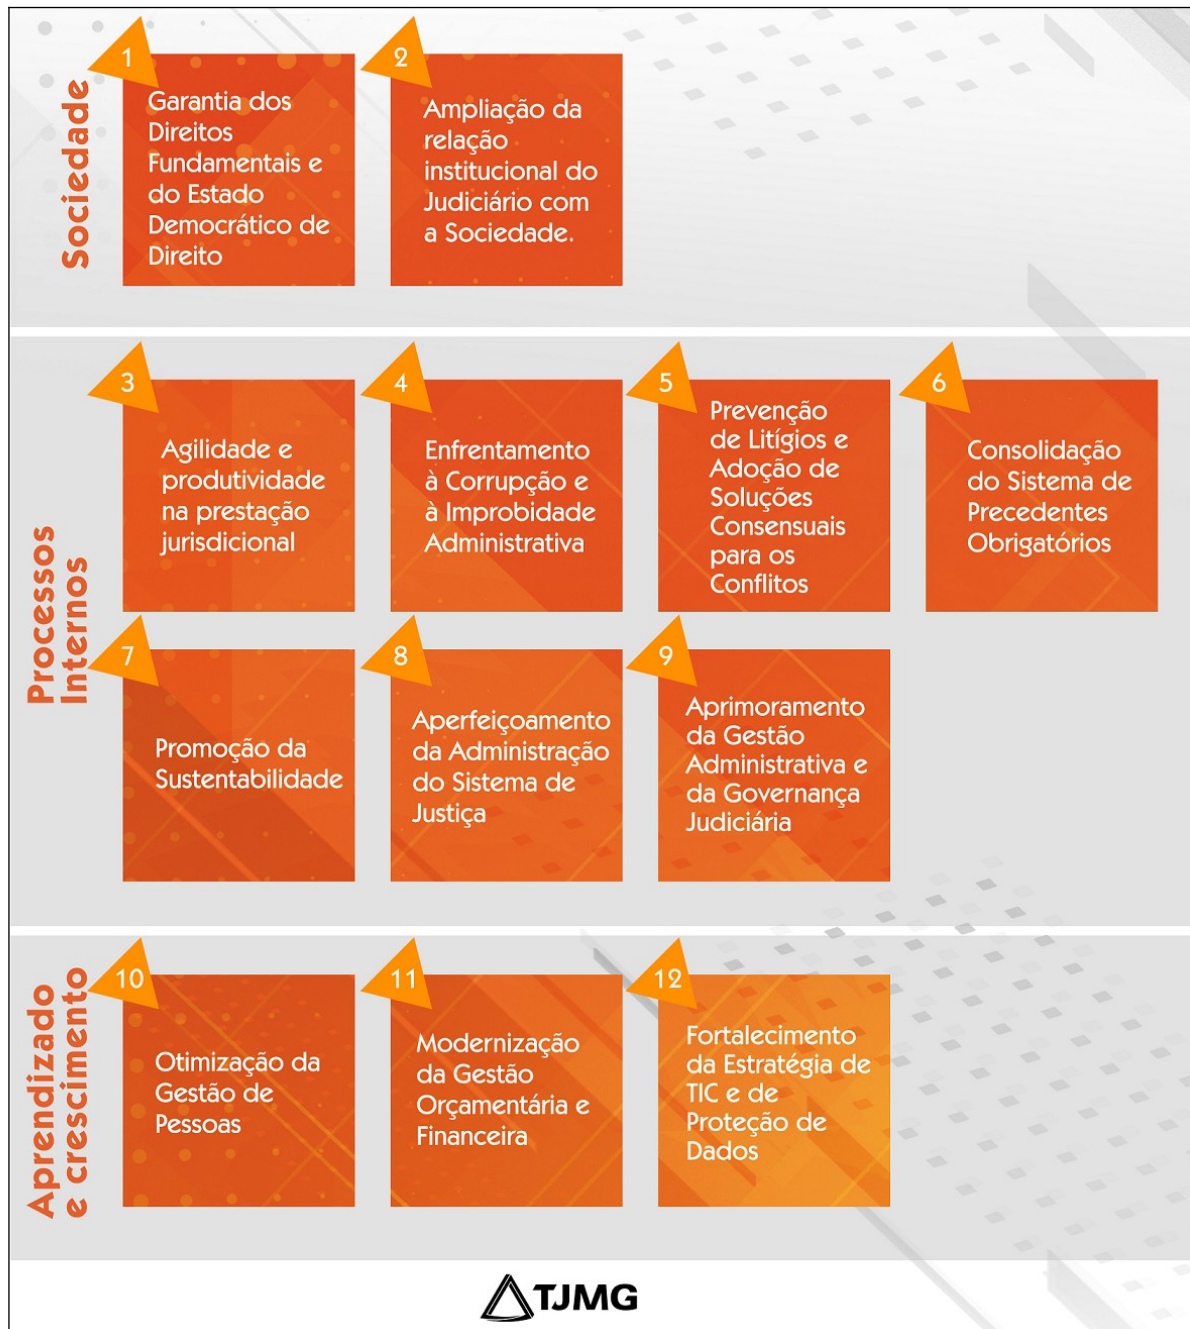 Sociedade
1
Garantia dos
Direitos
Fundamentais e
do Estado
Democrático de
Direito
2
Ampliação da
relação
institucional do
Judiciário com
a Sociedade.
Processos
Internos
3
Agilidade e
produtividade
na prestação
jurisdicional
4
Enfrentamento
à Corrupção e
à Improbidade
Administrativa
5
Prevenção
de Litígios e
Adoção de
Soluções
Consensuais
para os
Conflitos
6
Consolidação
do Sistema de
Precedentes
Obrigatórios
7
Promoção da
Sustentabilidade
8
Aperfeiçoamento
da Administração
do Sistema de
Justiça
9
Aprimoramento
da Gestão
Administrativa e
da Governança
Judiciária
Aprendizado
e crescimento
10
Otimização da
Gestão de
Pessoas
11
Modernização
da Gestão
Orçamentária e
Financeira
12
Fortalecimento
da Estratégia de
TIC e de
Proteção de
Dados
TJMG